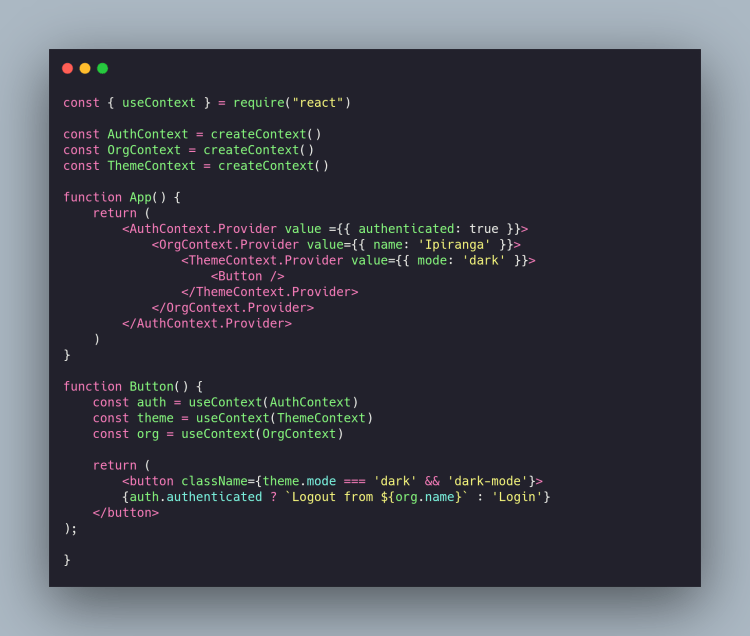 const { useContext } = require("react")

const AuthContext = createContext()
const OrgContext = createContext()
const ThemeContext = createContext()

function App() {
    return (
        <AuthContext.Provider value ={{ authenticated: true }}>
            <OrgContext.Provider value={{ name: 'Ipiranga' }}>
                <ThemeContext.Provider value={{ mode: 'dark' }}>
                    <Button />
                </ThemeContext.Provider>
            </OrgContext.Provider>
        </AuthContext.Provider>
    )
}

function Button() {
    const auth = useContext(AuthContext)
    const theme = useContext(ThemeContext)
    const org = useContext(OrgContext)

    return (
        <button className={theme.mode === 'dark' && 'dark-mode'}>
        {auth.authenticated ? `Logout from ${org.name}` : 'Login'}
    </button>
);

}